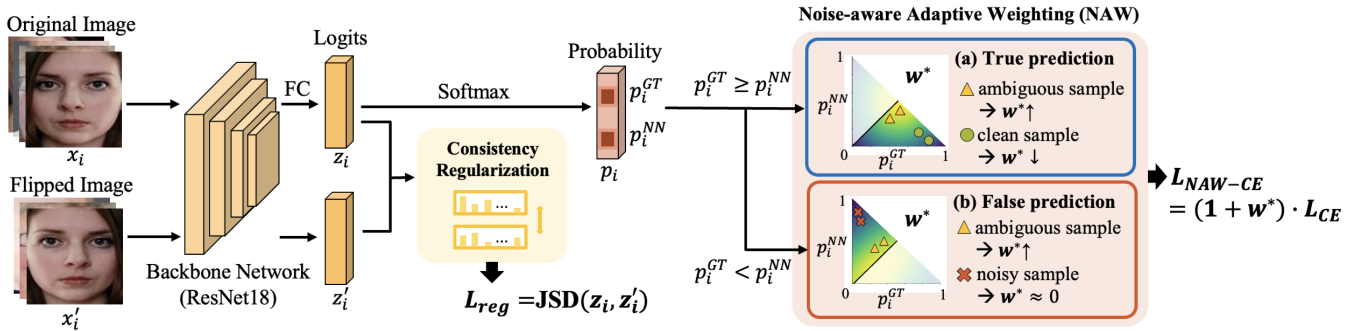 Original Image
x_i
Flipped Image
x_i'
Backbone Network
(ResNet18)
FC
Logits
z_i
z_i'
Softmax
Consistency
Regularization
...
...
L_reg =JSD(z_i, z_i')
Probability
p_i^GT
p_i^NN
p_i
p_i^GT ≥ p_i^NN
p_i^GT < p_i^NN
Noise-aware Adaptive Weighting (NAW)
1
p_i^NN
w*
0
p_i^GT
1
(a) True prediction
ambiguous sample
→ w*↑
clean sample
→ w* ↓
1
p_i^NN
w*
0
p_i^GT
1
(b) False prediction
ambiguous sample
→ w*↑
noisy sample
→ w* ≈ 0
L_NAW-CE
= (1 + w*) · L_CE